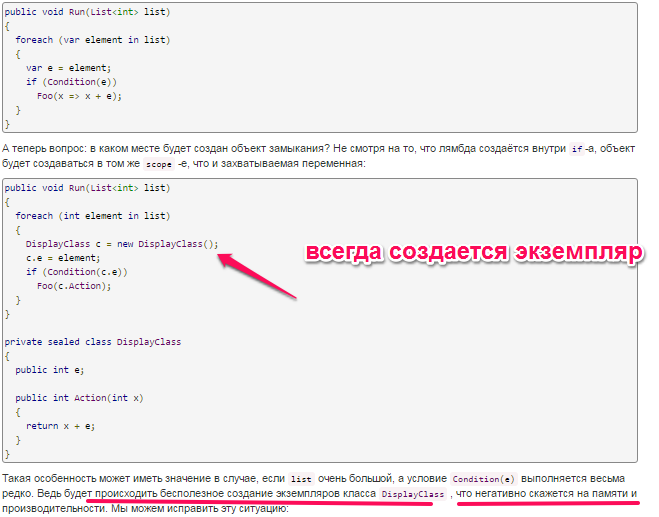 public void Run(List<int> list)
{
  foreach (var element in list)
  {
    var e = element;
    if (Condition(e))
      Foo(x => x + e);
  }
}
А теперь вопрос: в каком месте будет создан объект замыкания? Не смотря на то, что лямбда создаётся внутри if -а, объект
будет создаваться в том же scope -е, что и захватываемая переменная:
public void Run(List<int> list)
{
  foreach (int element in list)
  {
    DisplayClass c = new DisplayClass();
    c.e = element;
    if (Condition(c.e))
      Foo(c.Action);
  }
}
всегда создается экземпляр
private sealed class DisplayClass
{
  public int e;
  public int Action(int x)
  {
    return x + e;
  }
}
Такая особенность может иметь значение в случае, если list очень большой, а условие Condition(e) выполняется весьма
редко. Ведь будет происходить бесполезное создание экземпляров класса DisplayClass , что негативно скажется на памяти и
производительности. Мы можем исправить эту ситуацию: